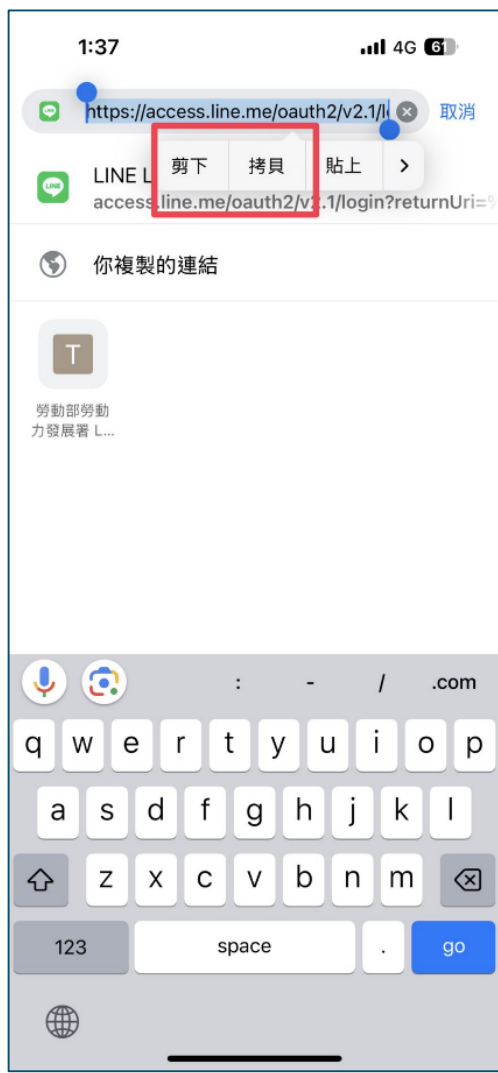 1:37
4G 61
https://access.line.me/oauth2/v2.1/l
取消
剪下 拷貝 貼上
LINE L
access.line.me/oauth2/v2.1/login?returnUri=%
你複製的連結
T
勞動部勞動
力發展署 L...
: - / .com
q w e r t y u i o p
a s d f g h j k l
z x c v b n m
123 space . go